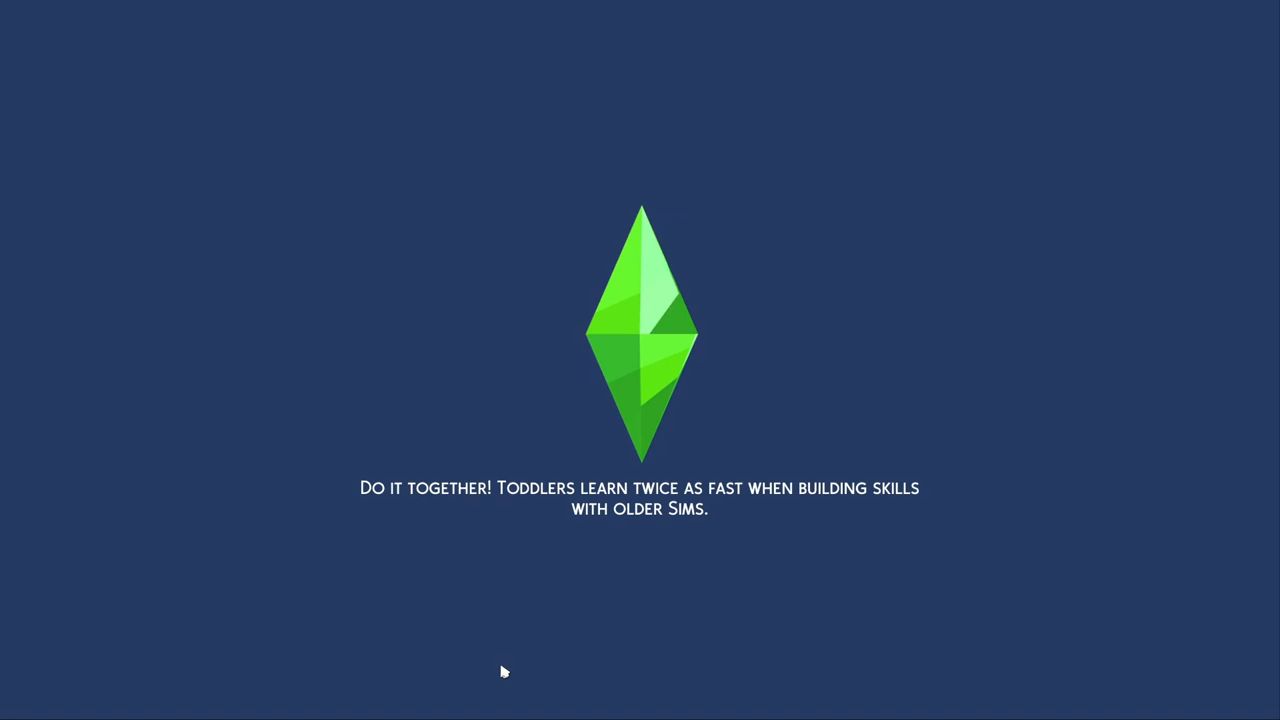 Do it together! Toddlers learn twice as fast when building skills
with older Sims.